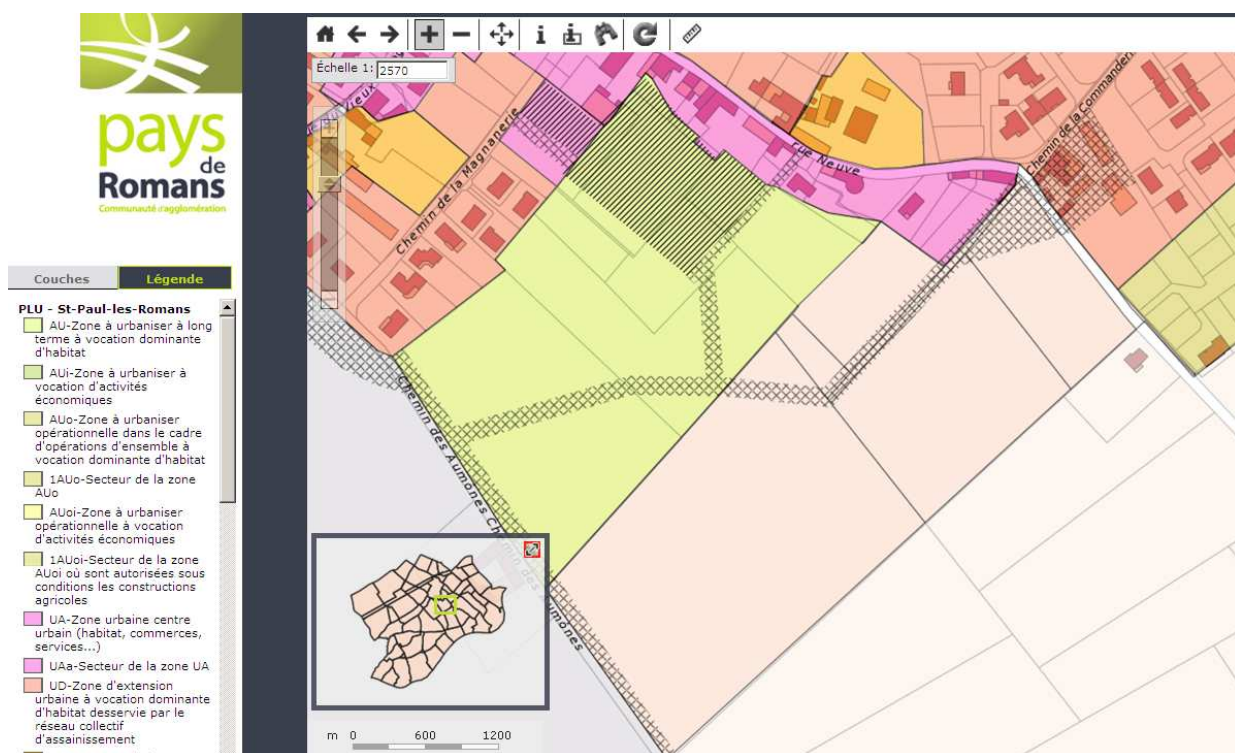 pays
de
Romans
Communauté d'agglomération
Échelle 1: 2570
Couches
Légende
PLU - St-Paul-les-Romans
AU-Zone à urbaniser à long
terme à vocation dominante
d'habitat
AUi-Zone à urbaniser à
vocation d'activités
économiques
AUo-Zone à urbaniser
opérationnelle dans le cadre
d'opérations d'ensemble à
vocation dominante d'habitat
1AUo-Secteur de la zone
AUo
AUoi-Zone à urbaniser
opérationnelle à vocation
d'activités économiques
1AUoi-Secteur de la zone
AUoi où sont autorisées sous
conditions les constructions
agricoles
UA-Zone urbaine centre
urbain (habitat, commerces,
services...)
UAa-Secteur de la zone UA
UD-Zone d'extension
urbaine à vocation dominante
d'habitat desservie par le
réseau collectif
d'assainissement
Chemin de la Magnanerie
rue Neuve
Chemin de la Commanderie
Chemin des Aumones
Chemin des Aumones
m 0 600 1200